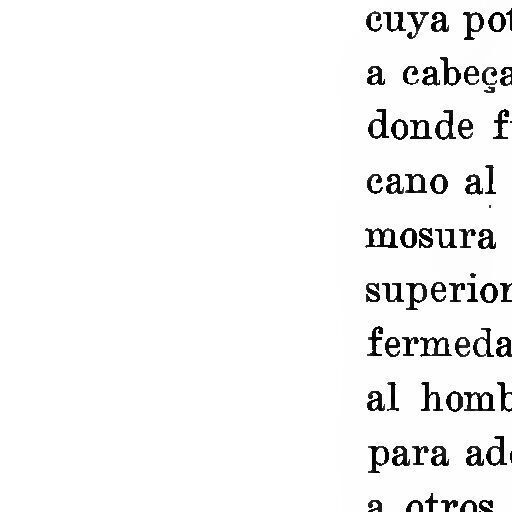 cuya pot
a cabeça
donde f
cano al
mosura
superior
fermeda
al homb
para ad
a otros